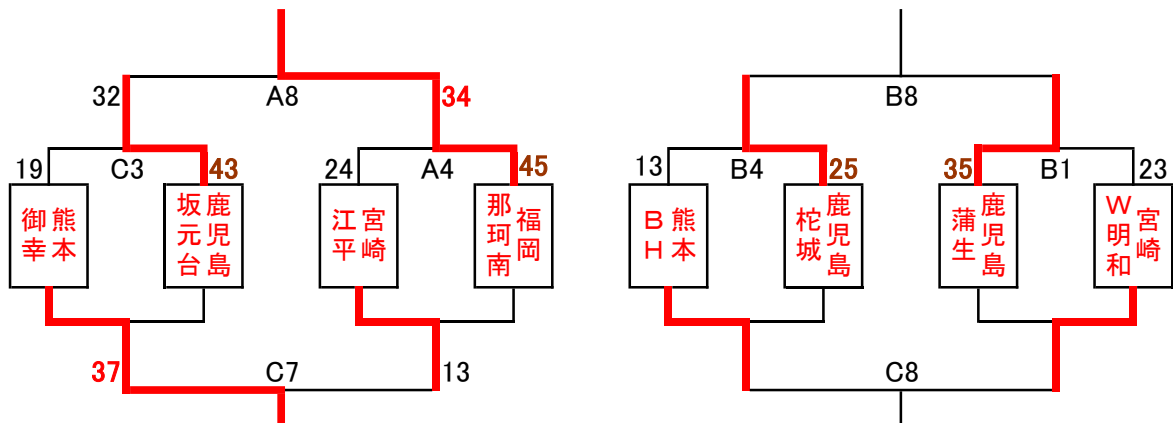 A8
B8
32
34
B4
B1
C3
A4
19
43
24
45
13
25
35
23
熊本
御幸
鹿児島
坂元台
宮崎
江平
福岡
那珂南
熊本
BH
鹿児島
柁城
鹿児島
蒲生
宮崎
W明和
37
C7
13
C8